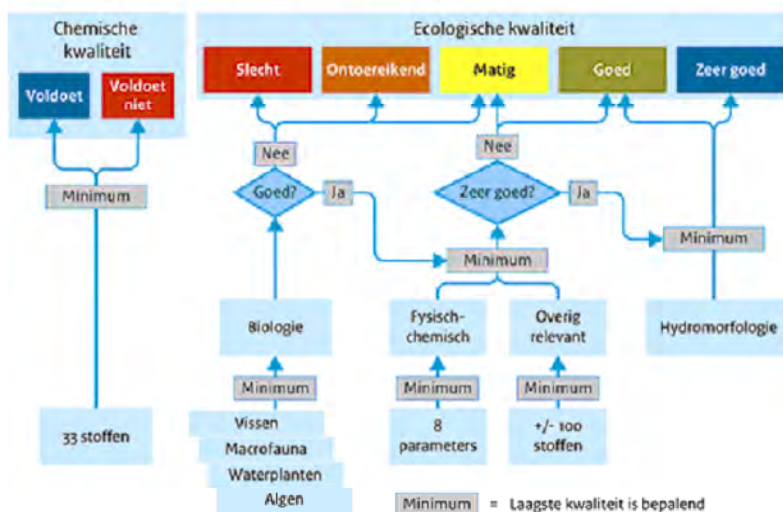 Chemische
kwaliteit
Voldoet
Voldoet
niet
Minimum
33 stoffen
Ecologische kwaliteit
Slecht
Ontoereikend
Matig
Goed
Zeer goed
Nee
Nee
Goed?
Ja
Zeer goed?
Ja
Minimum
Minimum
Biologie
Fysisch-
chemisch
Overig
relevant
Hydromorfologie
Minimum
Minimum
Minimum
Vissen
Macrofauna
Waterplanten
Algen
8
parameters
+/- 100
stoffen
Minimum = Laagste kwaliteit is bepalend